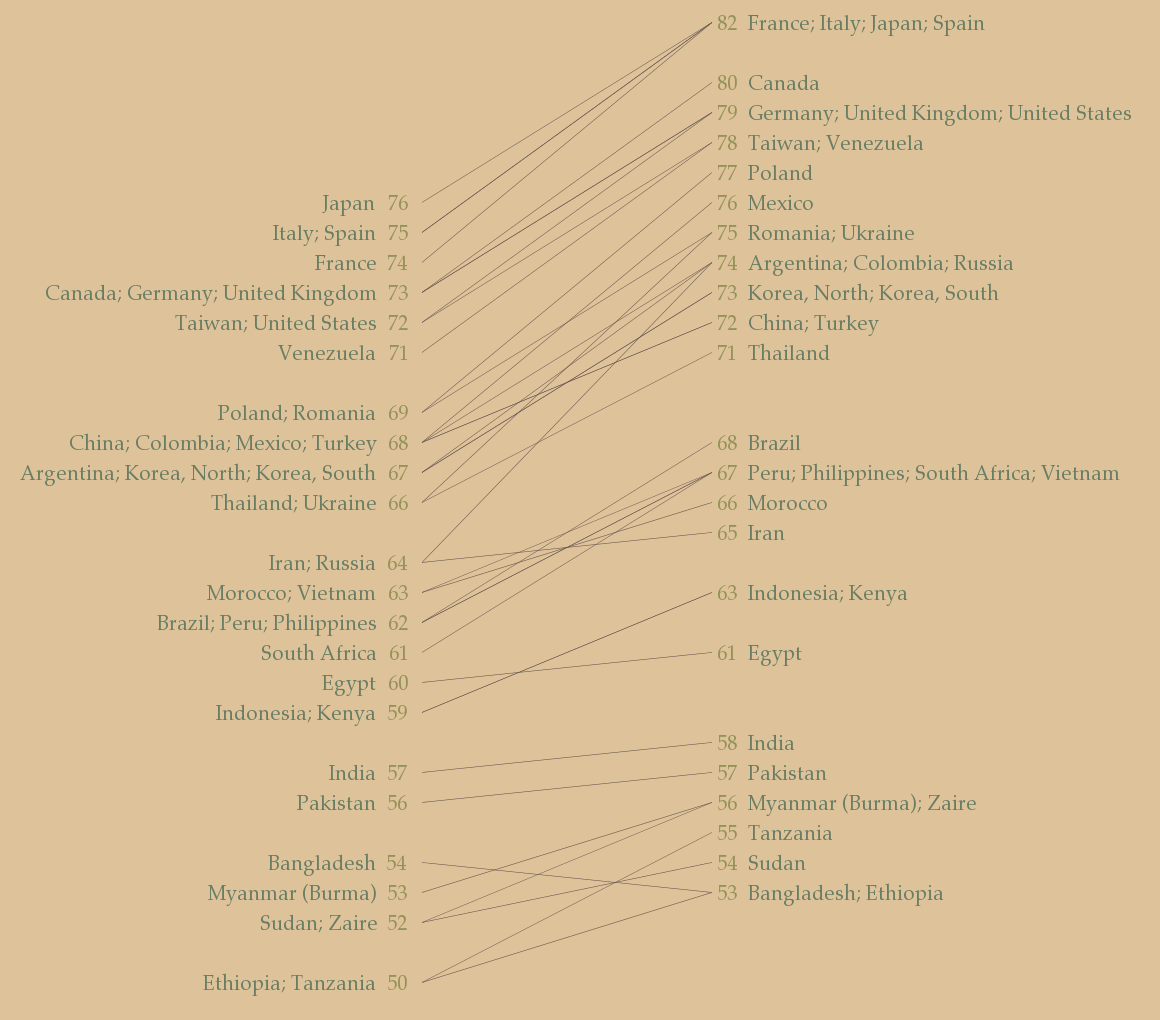 82 France; Italy; Japan; Spain
80 Canada
79 Germany; United Kingdom; United States
78 Taiwan; Venezuela
77 Poland
Japan 76
76 Mexico
Italy; Spain 75
75 Romania; Ukraine
France 74
74 Argentina; Colombia; Russia
Canada; Germany; United Kingdom 73
73 Korea, North; Korea, South
Taiwan; United States 72
72 China; Turkey
Venezuela 71
71 Thailand
Poland; Romania 69
China; Colombia; Mexico; Turkey 68
68 Brazil
Argentina; Korea, North; Korea, South 67
67 Peru; Philippines; South Africa; Vietnam
Thailand; Ukraine 66
66 Morocco
65 Iran
Iran; Russia 64
Morocco; Vietnam 63
63 Indonesia; Kenya
Brazil; Peru; Philippines 62
South Africa 61
61 Egypt
Egypt 60
Indonesia; Kenya 59
58 India
India 57
57 Pakistan
Pakistan 56
56 Myanmar (Burma); Zaire
55 Tanzania
Bangladesh 54
54 Sudan
Myanmar (Burma) 53
53 Bangladesh; Ethiopia
Sudan; Zaire 52
Ethiopia; Tanzania 50